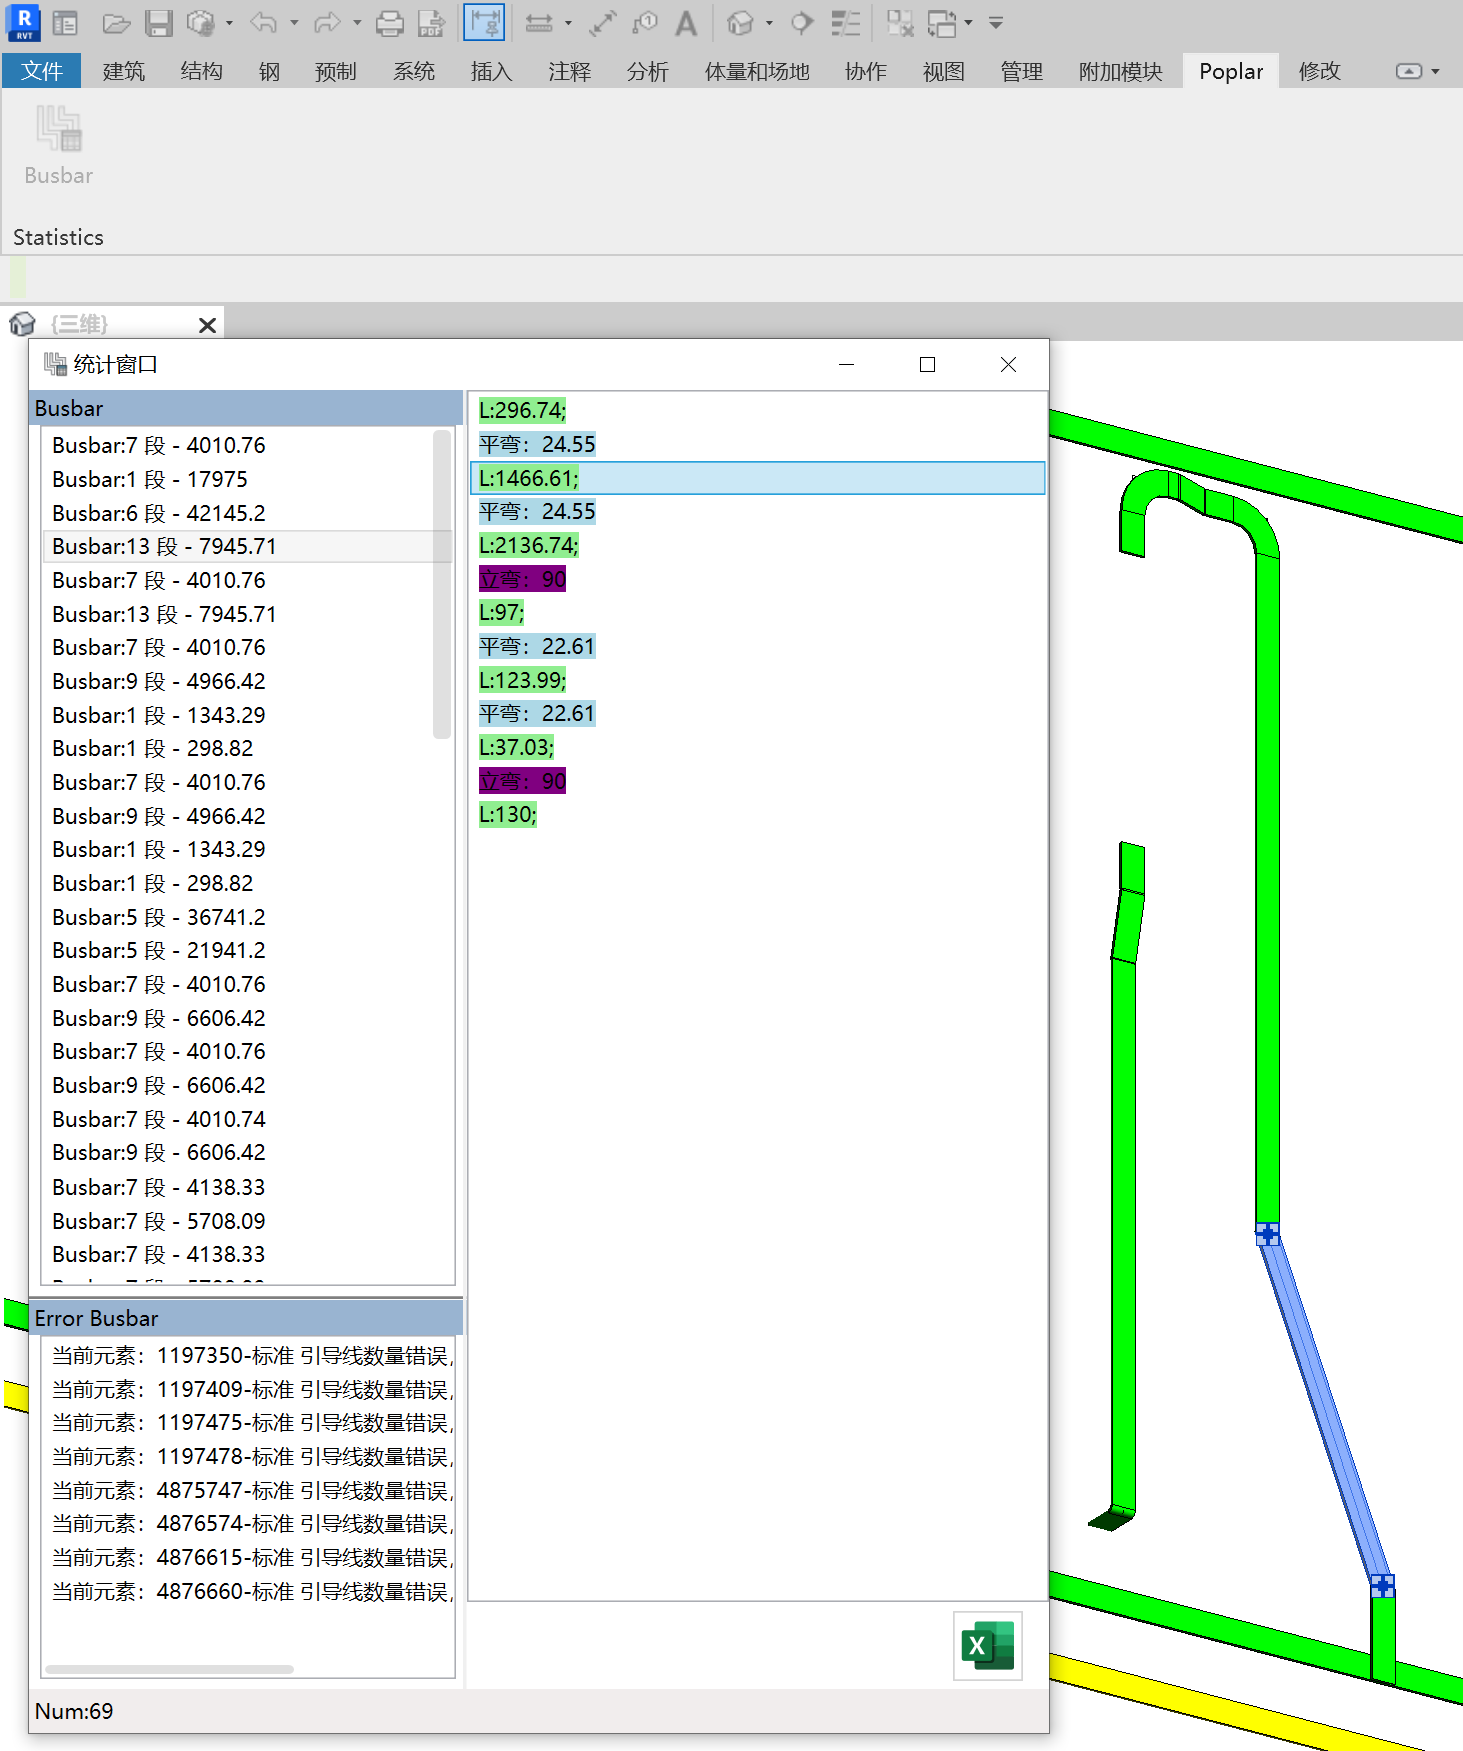 R
RVT
PDF
1
A
文件 建筑 结构 钢 预制 系统 插入 注释 分析 体量和场地 协作 视图 管理 附加模块 Poplar 修改
Busbar
Statistics
{三维}
统计窗口
Busbar
Busbar:7 段 - 4010.76
Busbar:1 段 - 17975
Busbar:6 段 - 42145.2
Busbar:13 段 - 7945.71
Busbar:7 段 - 4010.76
Busbar:13 段 - 7945.71
Busbar:7 段 - 4010.76
Busbar:9 段 - 4966.42
Busbar:1 段 - 1343.29
Busbar:1 段 - 298.82
Busbar:7 段 - 4010.76
Busbar:9 段 - 4966.42
Busbar:1 段 - 1343.29
Busbar:1 段 - 298.82
Busbar:5 段 - 36741.2
Busbar:5 段 - 21941.2
Busbar:7 段 - 4010.76
Busbar:9 段 - 6606.42
Busbar:7 段 - 4010.76
Busbar:9 段 - 6606.42
Busbar:7 段 - 4010.74
Busbar:9 段 - 6606.42
Busbar:7 段 - 4138.33
Busbar:7 段 - 5708.09
Busbar:7 段 - 4138.33
L:296.74;
平弯：24.55
L:1466.61;
平弯：24.55
L:2136.74;
立弯：90
L:97;
平弯：22.61
L:123.99;
平弯：22.61
L:37.03;
立弯：90
L:130;
Error Busbar
当前元素：1197350-标准 引导线数量错误,
当前元素：1197409-标准 引导线数量错误,
当前元素：1197475-标准 引导线数量错误,
当前元素：1197478-标准 引导线数量错误,
当前元素：4875747-标准 引导线数量错误,
当前元素：4876574-标准 引导线数量错误,
当前元素：4876615-标准 引导线数量错误,
当前元素：4876660-标准 引导线数量错误,
X
Num:69